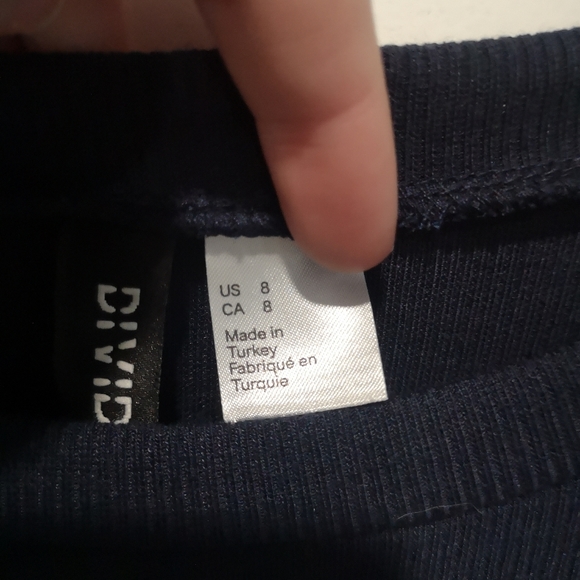 DIVID
US 8
CA 8
Made in
Turkey
Fabriqué en
Turquie